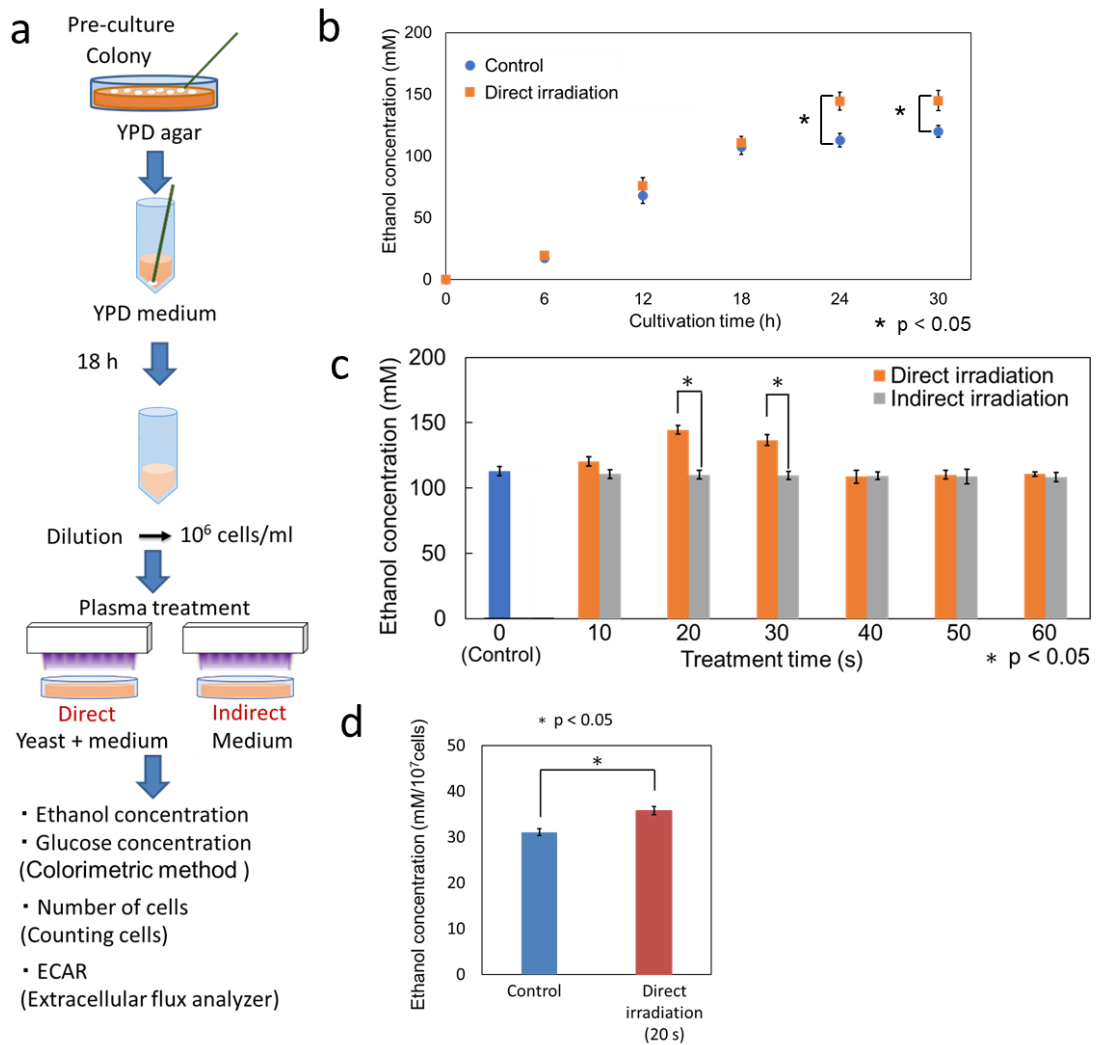 a
Pre-culture
Colony
YPD agar
YPD medium
18 h
Dilution
10⁶ cells/ml
Plasma treatment
Direct
Indirect
Yeast + medium
Medium
・Ethanol concentration
・Glucose concentration
(Colorimetric method )
・Number of cells
(Counting cells)
・ECAR
(Extracellular flux analyzer)
b
Ethanol concentration (mM)
200
150
100
50
0
Control
Direct irradiation
*
*
0 6 12 18 24 30
Cultivation time (h)
* p < 0.05
c
Ethanol concentration (mM)
200
150
100
50
0
Direct irradiation
Indirect irradiation
*
*
0 10 20 30 40 50 60
(Control)
Treatment time (s)
* p < 0.05
d
* p < 0.05
Ethanol concentration (mM/10⁷cells)
50
40
30
20
10
0
*
Control
Direct
irradiation
(20 s)